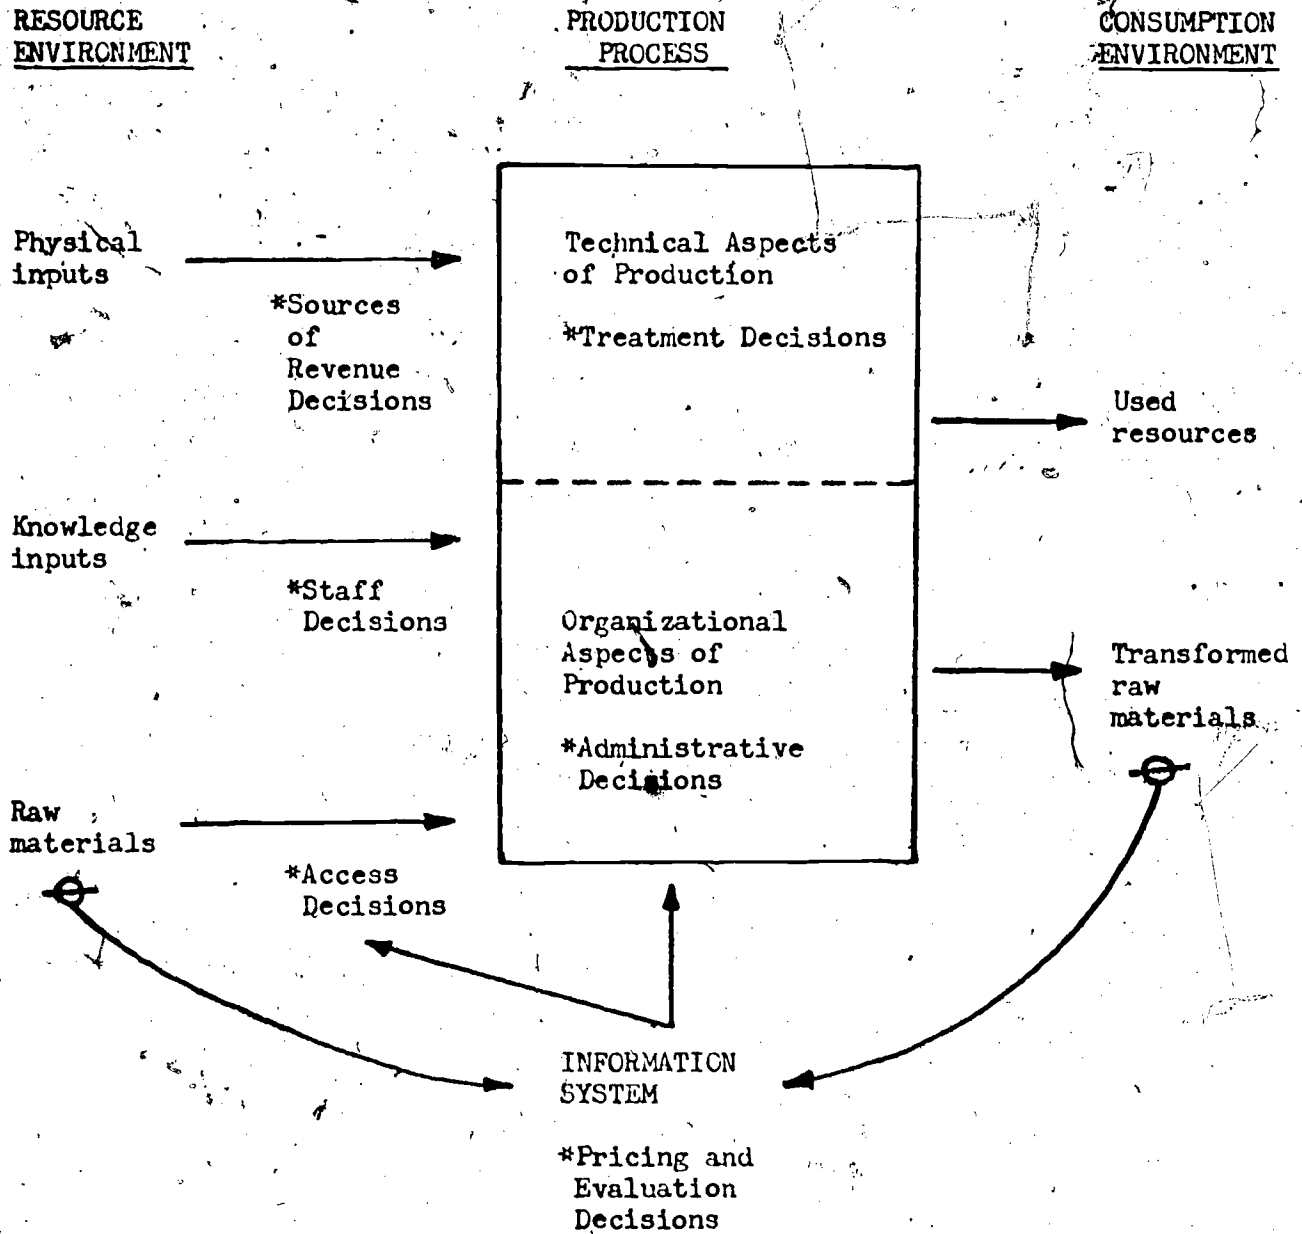 RESOURCE
ENVIRONMENT
PRODUCTION
PROCESS
CONSUMPTION
ENVIRONMENT
Physical
inputs
*Sources
of
Revenue
Decisions
Technical Aspects
of Production
*Treatment Decisions
Used
resources
Knowledge
inputs
*Staff
Decisions
Organizational
Aspects of
Production
*Administrative
Decisions
Transformed
raw
materials
Raw
materials
*Access
Decisions
INFORMATION
SYSTEM
*Pricing and
Evaluation
Decisions